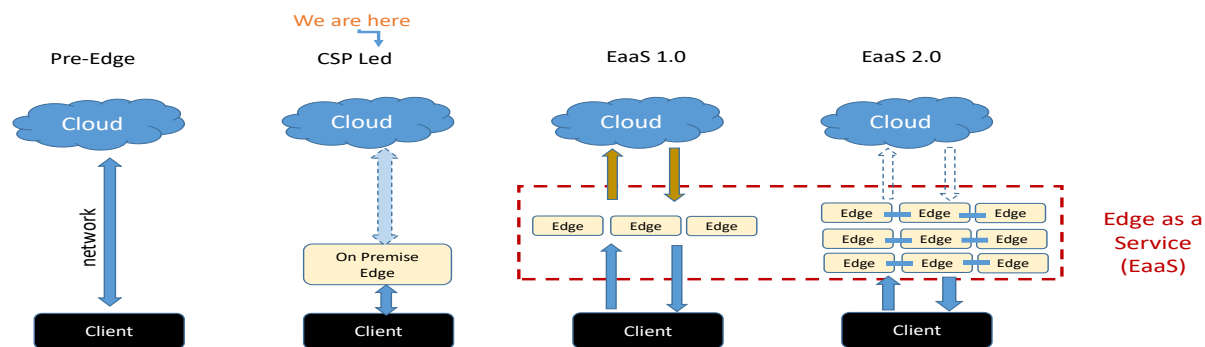 We are here
Pre-Edge
CSP Led
EaaS 1.0
EaaS 2.0
Cloud
Cloud
Cloud
Cloud
network
On Premise
Edge
Edge
Edge
Edge
Edge
Edge
Edge
Edge
Edge
Edge
Edge
Edge
Edge
Edge as a
Service
(EaaS)
Client
Client
Client
Client